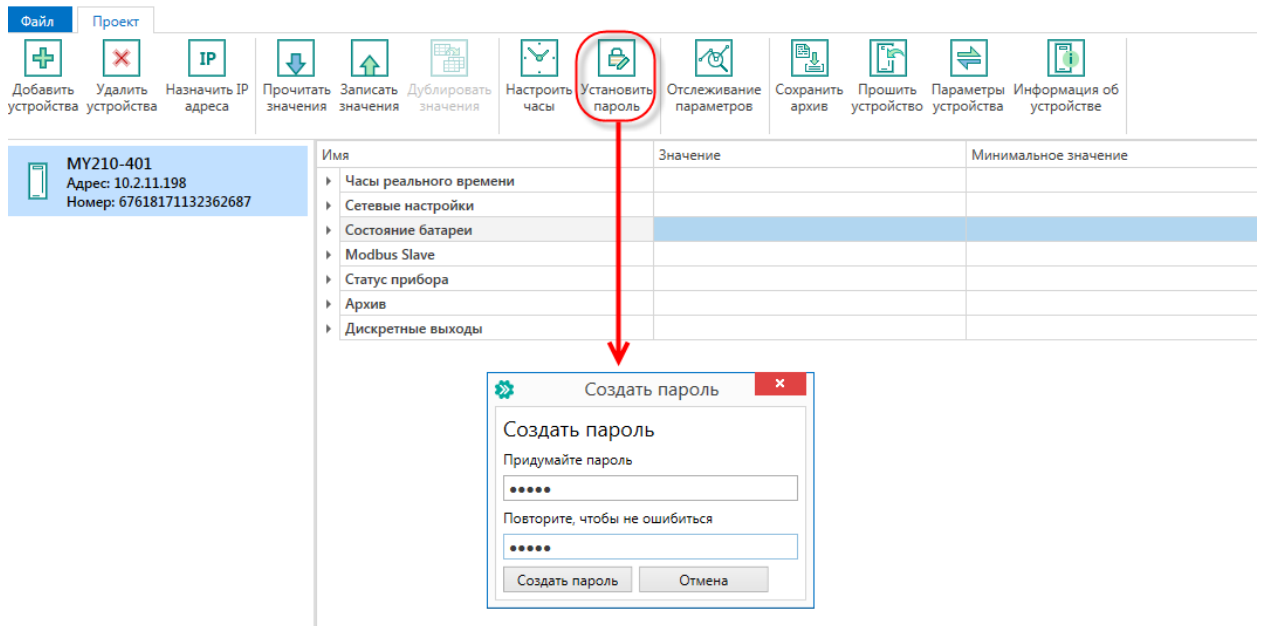 Файл Проект
IP
Добавить устройства
Удалить устройства
Назначить IP адреса
Прочитать значения
Записать значения
Дублировать значения
Настроить часы
Установить пароль
Отслеживание параметров
Сохранить архив
Прошить устройство
Параметры устройства
Информация об устройстве
МУ210-401
Адрес: 10.2.11.198
Номер: 67618171132362687
Имя Значение Минимальное значение
Часы реального времени
Сетевые настройки
Состояние батареи
Modbus Slave
Статус прибора
Архив
Дискретные выходы
Создать пароль
Создать пароль
Придумайте пароль
•••••
Повторите, чтобы не ошибиться
•••••
Создать пароль Отмена